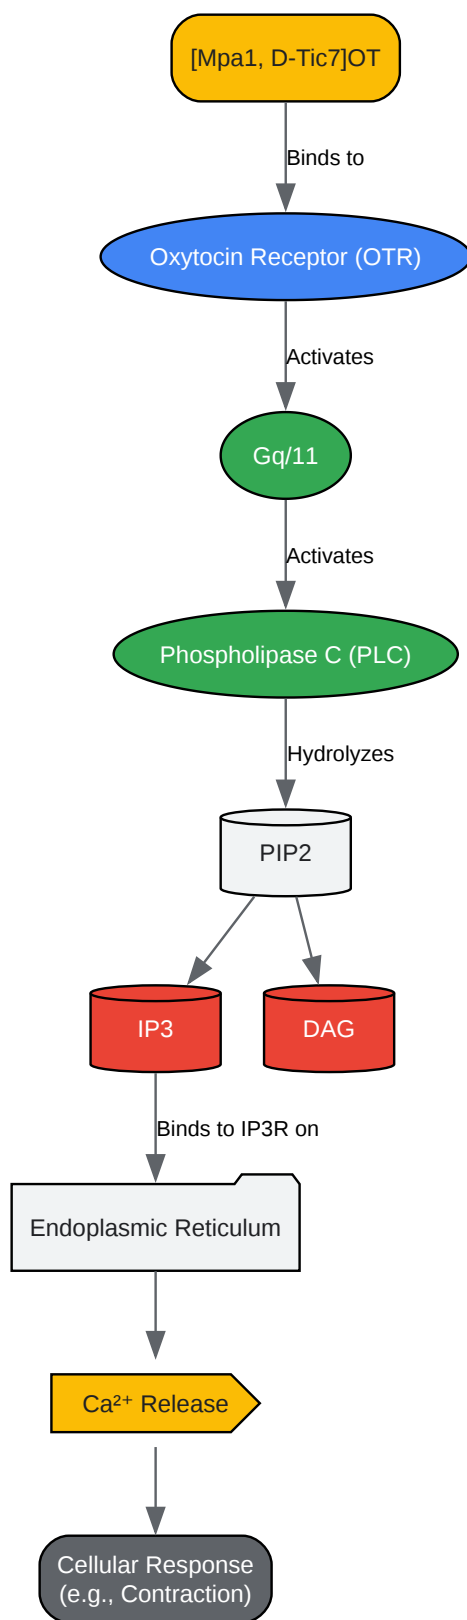 [Mpa1, D-Tic7]OT
Binds to
Oxytocin Receptor (OTR)
Activates
Gq/11
Activates
Phospholipase C (PLC)
Hydrolyzes
PIP2
IP3
DAG
Binds to IP3R on
Endoplasmic Reticulum
Ca²⁺ Release
Cellular Response
(e.g., Contraction)